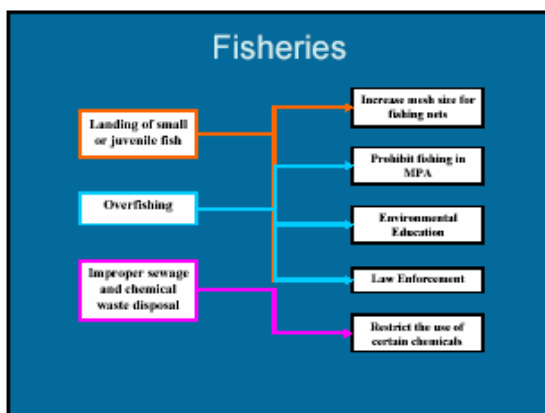 Fisheries
Landing of small
or juvenile fish
Overfishing
Improper sewage
and chemical
waste disposal
Increase mesh size for
fishing nets
Prohibit fishing in
MPA
Environmental
Education
Law Enforcement
Restrict the use of
certain chemicals